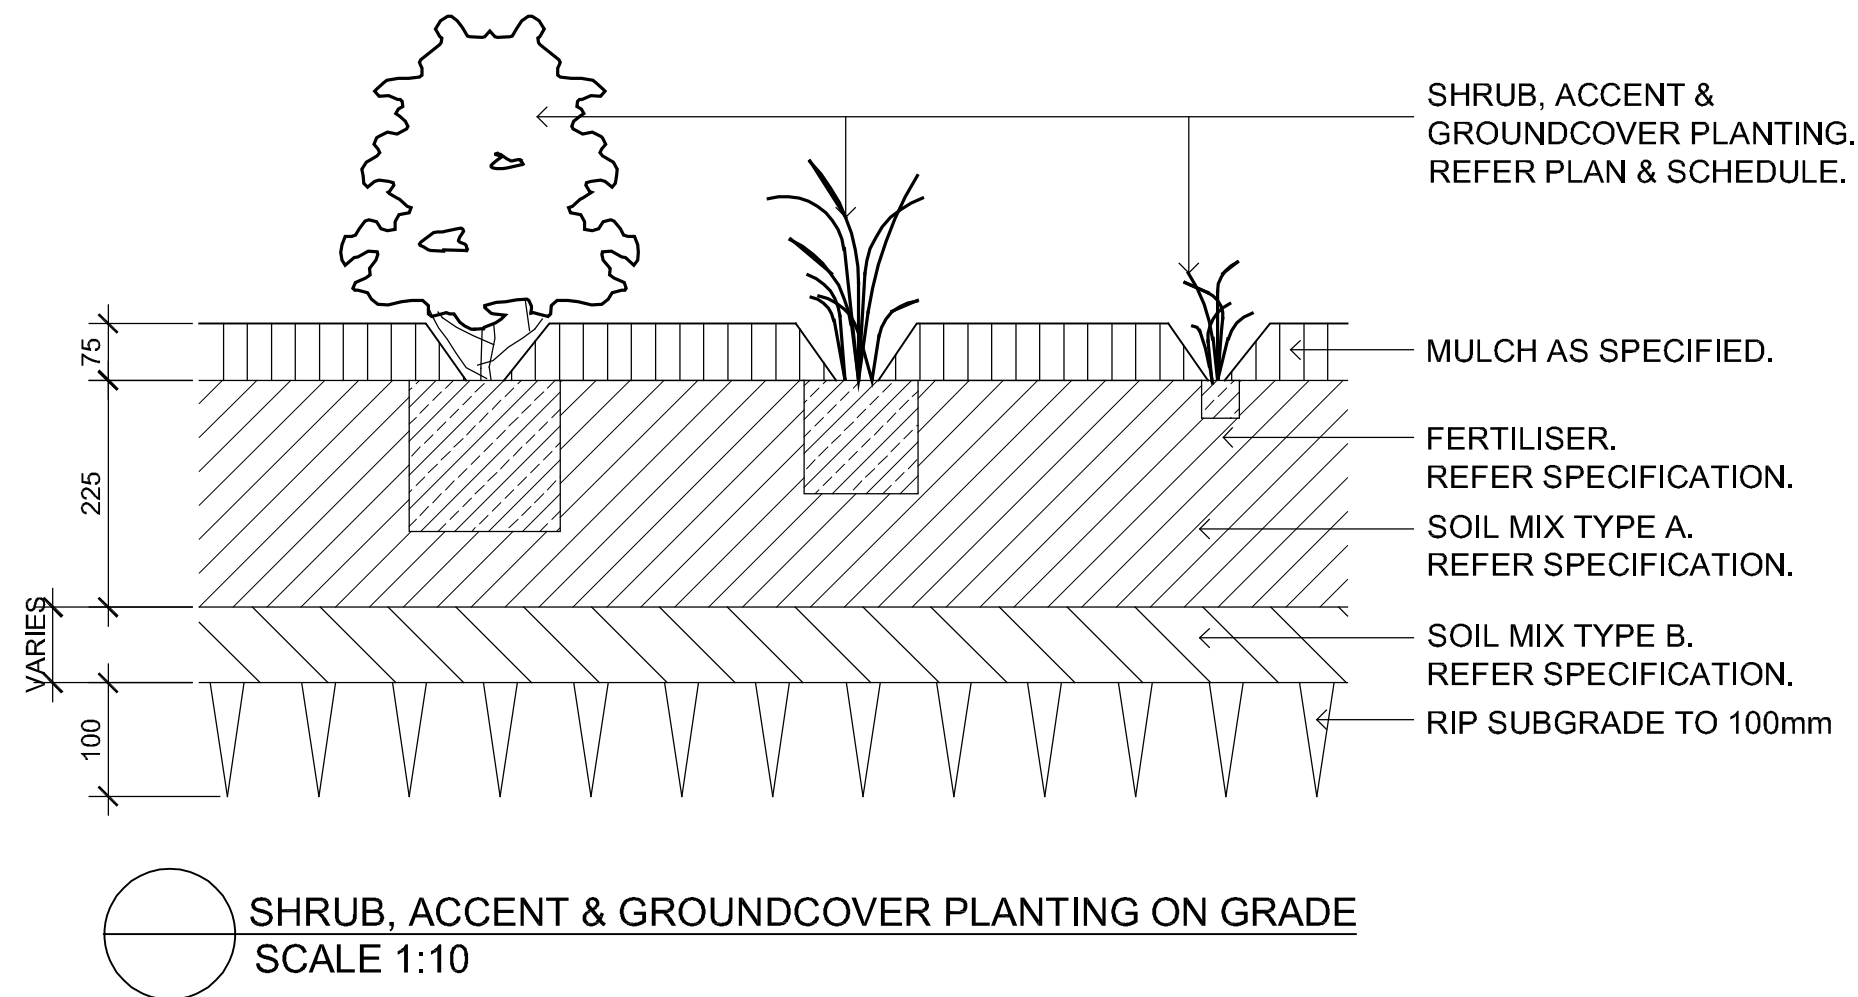 SHRUB, ACCENT &
GROUNDCOVER PLANTING.
REFER PLAN & SCHEDULE.
75
MULCH AS SPECIFIED.
225
FERTILISER.
REFER SPECIFICATION.
SOIL MIX TYPE A.
REFER SPECIFICATION.
VARIES
SOIL MIX TYPE B.
REFER SPECIFICATION.
100
RIP SUBGRADE TO 100mm
SHRUB, ACCENT & GROUNDCOVER PLANTING ON GRADE
SCALE 1:10